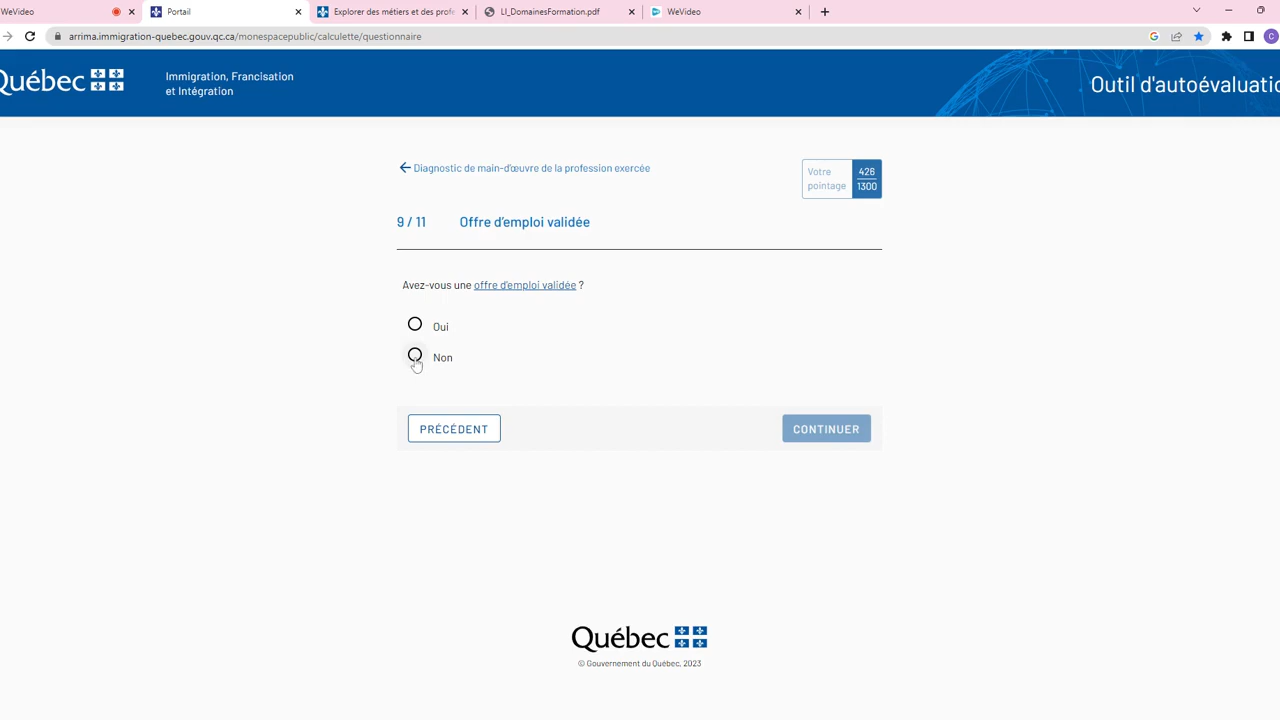 WeVideo
Portail
Explorer des métiers et des profe
LI_DomainesFormation.pdf
WeVideo
arrima.immigration-quebec.gouv.qc.ca/monespacepublic/calculette/questionnaire
C
Québec
Immigration, Francisation
et Intégration
Outil d'autoévaluatio
Diagnostic de main-d'œuvre de la profession exercée
Votre
pointage
426
1300
9 / 11
Offre d'emploi validée
Avez-vous une offre d'emploi validée ?
Oui
Non
PRÉCÉDENT
CONTINUER
Québec
© Gouvernement du Québec, 2023